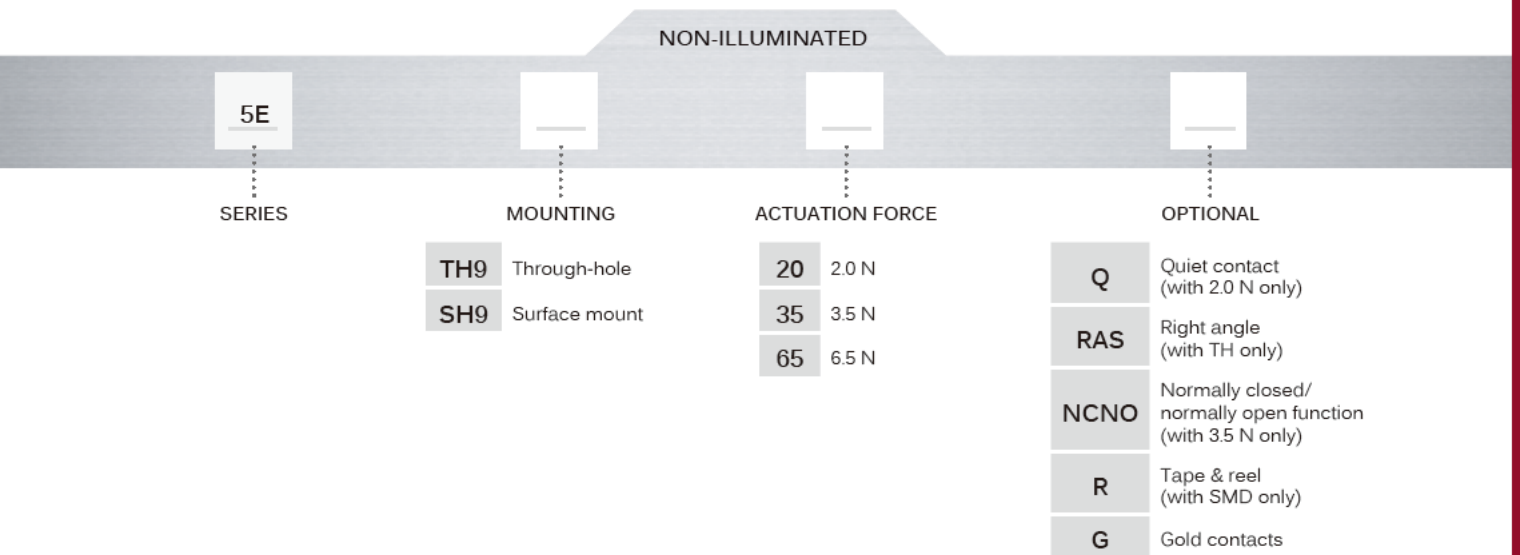 NON-ILLUMINATED
5E
SERIES
MOUNTING
ACTUATION FORCE
OPTIONAL
TH9 Through-hole
SH9 Surface mount
20 2.0 N
35 3.5 N
65 6.5 N
Q Quiet contact
(with 2.0 N only)
RAS Right angle
(with TH only)
NCNO Normally closed/
normally open function
(with 3.5 N only)
R Tape & reel
(with SMD only)
G Gold contacts